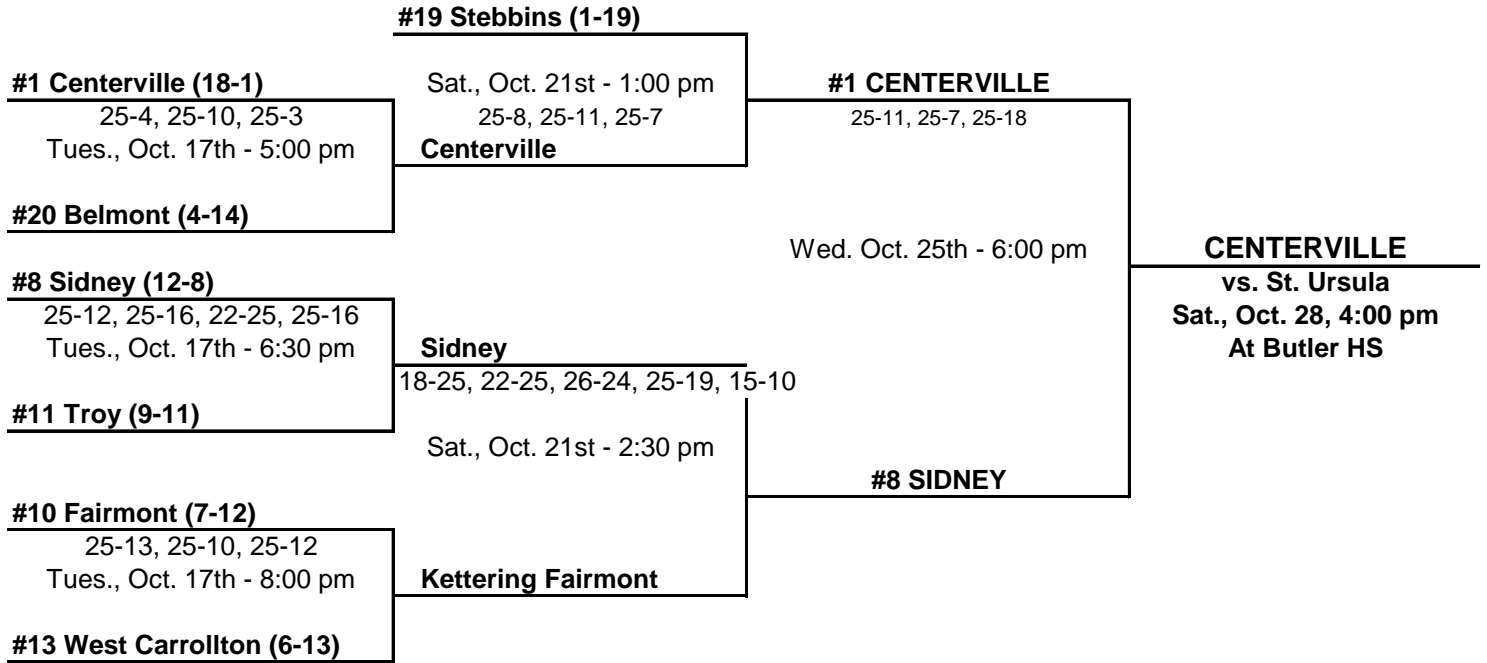 #19 Stebbins (1-19)
#1 Centerville (18-1)
Sat., Oct. 21st - 1:00 pm
#1 CENTERVILLE
25-4, 25-10, 25-3
25-8, 25-11, 25-7
25-11, 25-7, 25-18
Tues., Oct. 17th - 5:00 pm
Centerville
#20 Belmont (4-14)
Wed. Oct. 25th - 6:00 pm
CENTERVILLE
#8 Sidney (12-8)
vs. St. Ursula
25-12, 25-16, 22-25, 25-16
Sat., Oct. 28, 4:00 pm
Tues., Oct. 17th - 6:30 pm
Sidney
At Butler HS
18-25, 22-25, 26-24, 25-19, 15-10
#11 Troy (9-11)
Sat., Oct. 21st - 2:30 pm
#8 SIDNEY
#10 Fairmont (7-12)
25-13, 25-10, 25-12
Tues., Oct. 17th - 8:00 pm
Kettering Fairmont
#13 West Carrollton (6-13)